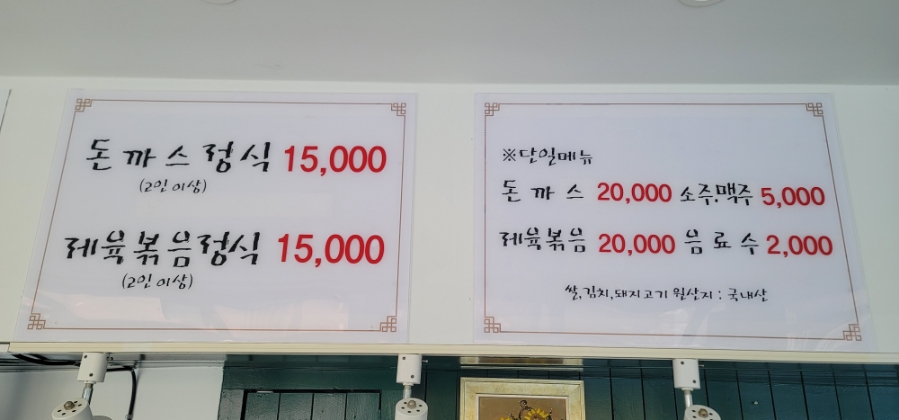 돈까스정식 15,000
(2인 이상)
제육볶음정식 15,000
(2인 이상)
※단일메뉴
돈까스 20,000 소주.맥주 5,000
제육볶음 20,000 음료수 2,000
쌀,김치,돼지고기 원산지 : 국내산